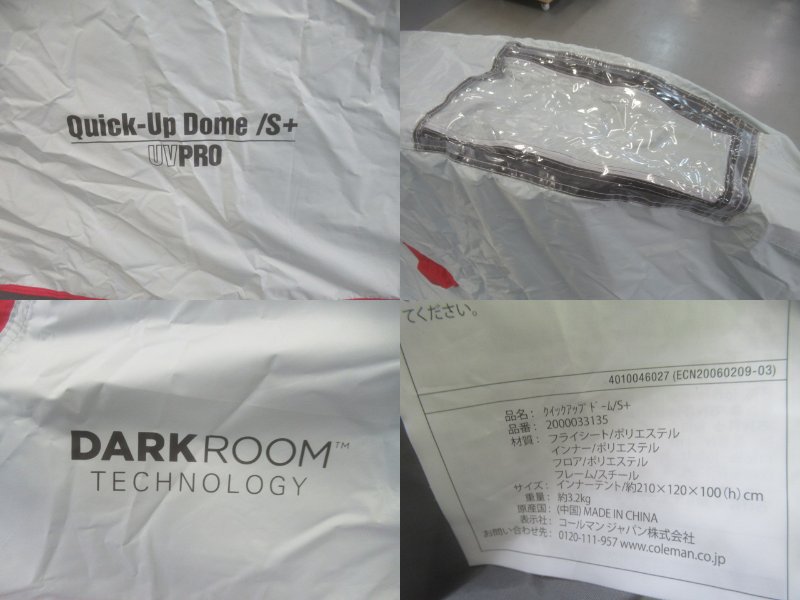 Quick-Up Dome /S+
UVPRO
DARKROOM™
TECHNOLOGY
てください。
4010046027 (ECN20060209-03)
品名: ｸｲｯｸｱｯﾌﾟﾄﾞｰﾑ/S+
品番: 2000033135
材質: フライシート/ポリエステル
インナー/ポリエステル
フロア/ポリエステル
フレーム/スチール
サイズ: インナーテント/約210×120×100(h)cm
重量: 約3.2kg
原産国: (中国) MADE IN CHINA
表示社: コールマン ジャパン株式会社
お問い合わせ先: 0120-111-957 www.coleman.co.jp